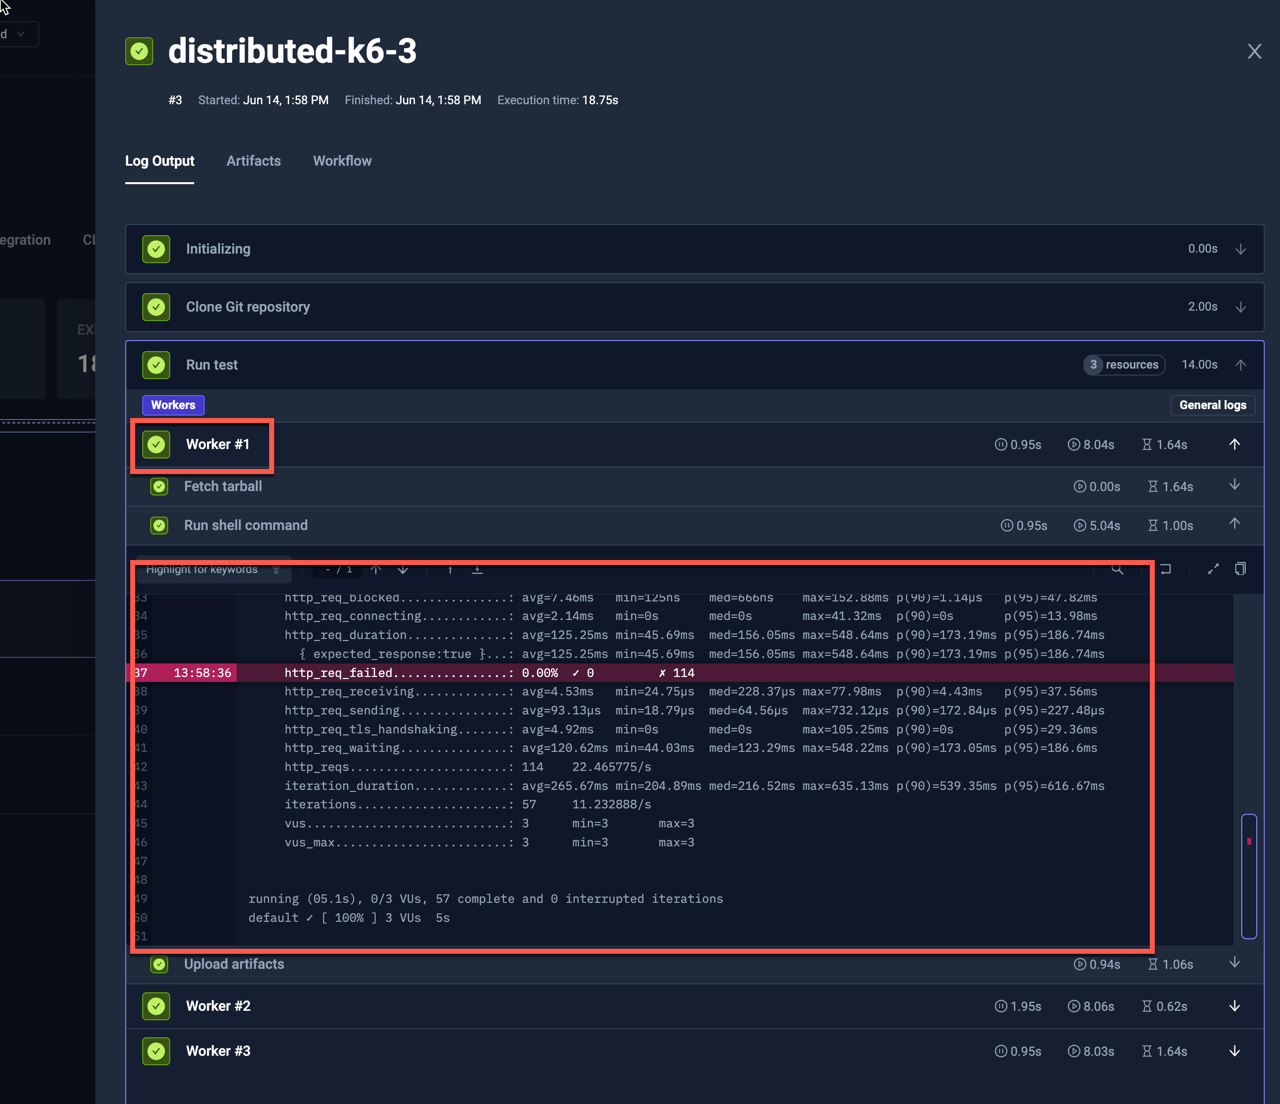 d
distributed-k6-3
#3 Started: Jun 14, 1:58 PM Finished: Jun 14, 1:58 PM Execution time: 18.75s
Log Output Artifacts Workflow
egration
Initializing 0.00s
Clone Git repository 2.00s
EX
18
Run test 3 resources 14.00s
Workers General logs
Worker #1 0.95s 8.04s 1.64s
Fetch tarball 0.00s 1.64s
Run shell command 0.95s 5.04s 1.00s
Highlight for keywords - / 1
33 http_req_blocked...............: avg=7.46ms min=125ns med=666ns max=152.88ms p(90)=1.14µs p(95)=47.82ms
34 http_req_connecting............: avg=2.14ms min=0s med=0s max=41.32ms p(90)=0s p(95)=13.98ms
35 http_req_duration..............: avg=125.25ms min=45.69ms med=156.05ms max=548.64ms p(90)=173.19ms p(95)=186.74ms
36 { expected_response:true }...: avg=125.25ms min=45.69ms med=156.05ms max=548.64ms p(90)=173.19ms p(95)=186.74ms
37 13:58:36 http_req_failed................: 0.00% ✓ 0 ✗ 114
38 http_req_receiving.............: avg=4.53ms min=24.75µs med=228.37µs max=77.98ms p(90)=4.43ms p(95)=37.56ms
39 http_req_sending...............: avg=93.13µs min=18.79µs med=64.56µs max=732.12µs p(90)=172.84µs p(95)=227.48µs
40 http_req_tls_handshaking.......: avg=4.92ms min=0s med=0s max=105.25ms p(90)=0s p(95)=29.36ms
41 http_req_waiting...............: avg=120.62ms min=44.03ms med=123.29ms max=548.22ms p(90)=173.05ms p(95)=186.6ms
42 http_reqs......................: 114 22.465775/s
43 iteration_duration.............: avg=265.67ms min=204.89ms med=216.52ms max=635.13ms p(90)=539.35ms p(95)=616.67ms
44 iterations.....................: 57 11.232888/s
45 vus............................: 3 min=3 max=3
46 vus_max........................: 3 min=3 max=3
47
48
49 running (05.1s), 0/3 VUs, 57 complete and 0 interrupted iterations
50 default ✓ [ 100% ] 3 VUs 5s
51
Upload artifacts 0.94s 1.06s
Worker #2 1.95s 8.06s 0.62s
Worker #3 0.95s 8.03s 1.64s